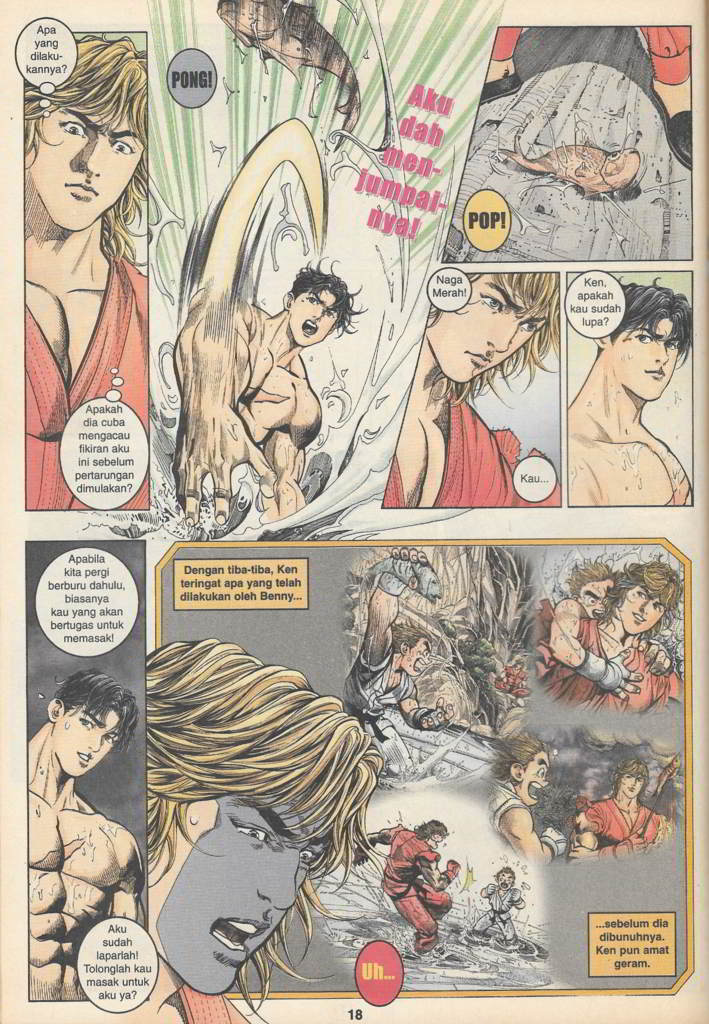 Apa
yang
dilaku-
kannya?
PONG!
Aku
dah
men-
jumpai-
nya!
POP!
Apakah
dia cuba
mengacau
fikiran aku
ini sebelum
pertarungan
dimulakan?
Naga
Merah!
Kau...
Ken,
apakah
kau sudah
lupa?
Apabila
kita pergi
berburu dahulu,
biasanya
kau yang akan
bertugas untuk
memasak!
Aku
sudah
laparlah!
Tolonglah kau
masak untuk
aku ya?
Dengan tiba-tiba, Ken
teringat apa yang telah
dilakukan oleh Benny...
...sebelum dia
dibunuhnya.
Ken pun amat
geram.
Uh...
18